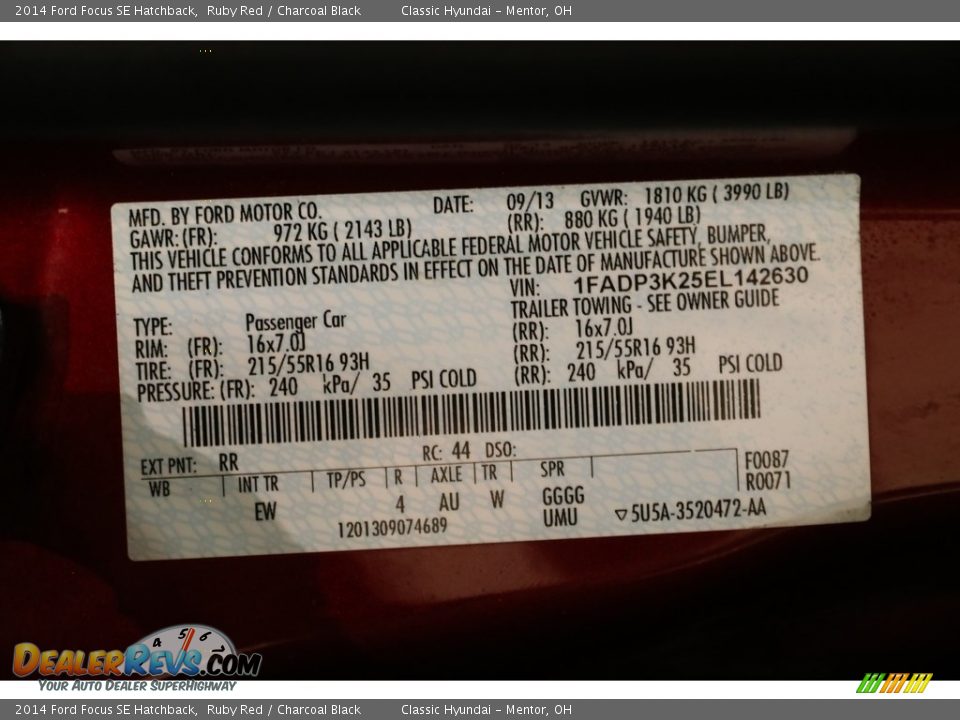 2014 Ford Focus SE Hatchback, Ruby Red / Charcoal Black Classic Hyundai - Mentor, OH
MFD. BY FORD MOTOR CO. DATE: 09/13 GVWR: 1810 KG ( 3990 LB)
GAWR: (FR): 972 KG ( 2143 LB) (RR): 880 KG ( 1940 LB)
THIS VEHICLE CONFORMS TO ALL APPLICABLE FEDERAL MOTOR VEHICLE SAFETY, BUMPER,
AND THEFT PREVENTION STANDARDS IN EFFECT ON THE DATE OF MANUFACTURE SHOWN ABOVE.
VIN: 1FADP3K25EL142630
TRAILER TOWING - SEE OWNER GUIDE
TYPE: Passenger Car
RIM: (FR): 16x7.0J (RR): 16x7.0J
TIRE: (FR): 215/55R16 93H (RR): 215/55R16 93H
PRESSURE: (FR): 240 kPa/ 35 PSI COLD (RR): 240 kPa/ 35 PSI COLD
EXT PNT: RR RC: 44 DSO: F0087
WB INT TR TP/PS R AXLE TR SPR R0071
EW 4 AU W GGGG
1201309074689 UMU ▽5U5A-3520472-AA
4 5 6
DEALERREVS.COM
YOUR AUTO DEALER SUPERHIGHWAY
2014 Ford Focus SE Hatchback, Ruby Red / Charcoal Black Classic Hyundai - Mentor, OH